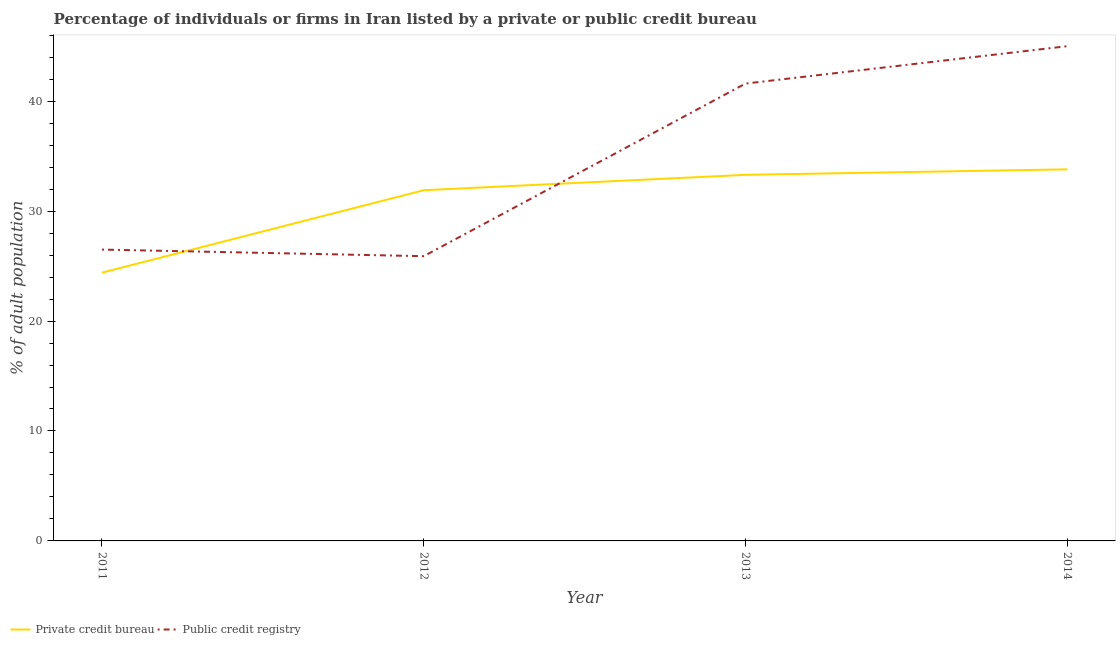 Percentage of individuals or firms in Iran listed by a private or public credit bureau
% of adult population
40
30
20
10
0
2011
2012
2013
2014
Year
Private credit bureau
Public credit registry